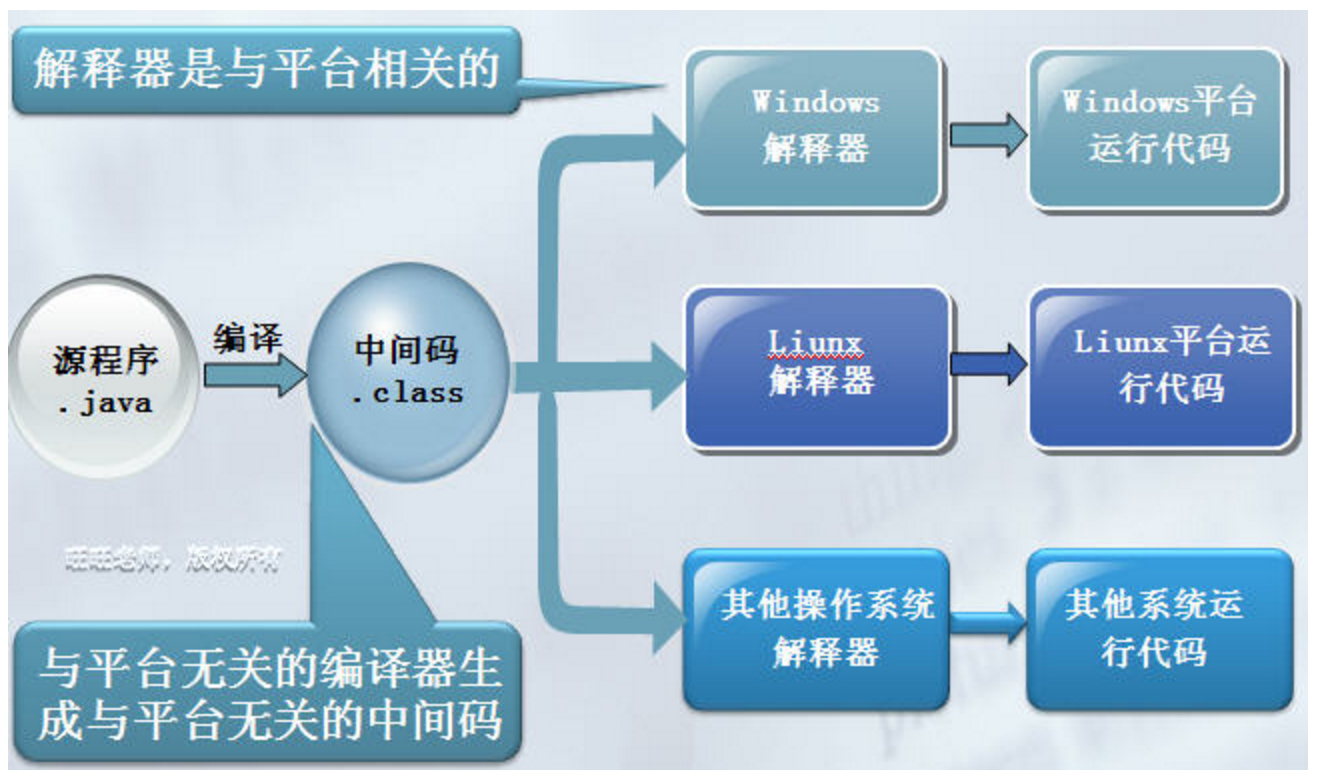 解释器是与平台相关的
Windows
解释器
Windows平台
运行代码
源程序
.java
编译
中间码
.class
Liunx
解释器
Liunx平台运
行代码
旺旺老师，版权所有
与平台无关的编译器生
成与平台无关的中间码
其他操作系统
解释器
其他系统运
行代码